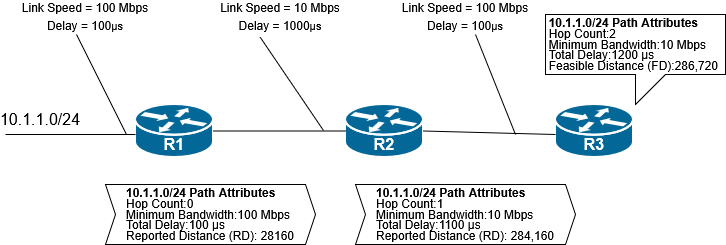 Link Speed = 100 Mbps
Delay = 100µs
Link Speed = 10 Mbps
Delay = 1000µs
Link Speed = 100 Mbps
Delay = 100µs
10.1.1.0/24 Path Attributes
Hop Count:2
Minimum Bandwidth:10 Mbps
Total Delay:1200 µs
Feasible Distance (FD):286,720
10.1.1.0/24
R1
R2
R3
10.1.1.0/24 Path Attributes
Hop Count:0
Minimum Bandwidth:100 Mbps
Total Delay:100 µs
Reported Distance (RD): 28160
10.1.1.0/24 Path Attributes
Hop Count:1
Minimum Bandwidth:10 Mbps
Total Delay:1100 µs
Reported Distance (RD): 284,160